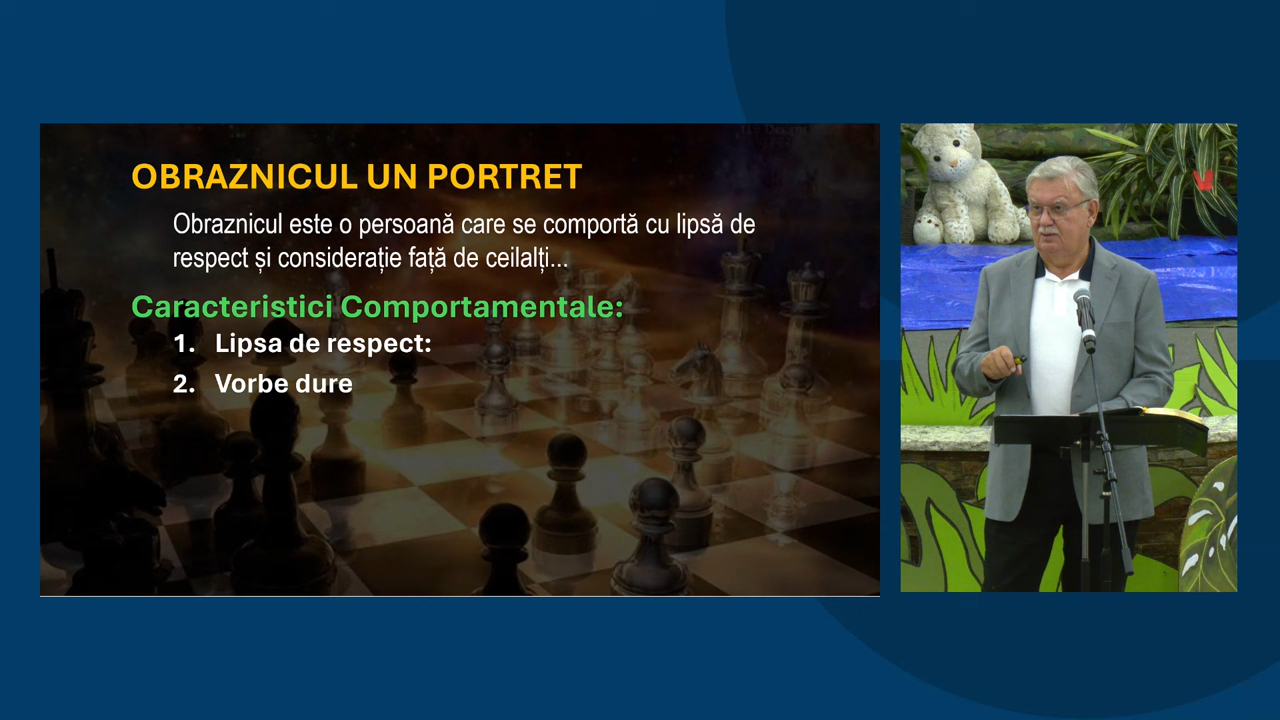 OBRAZNICUL UN PORTRET
Obraznicul este o persoană care se comportă cu lipsă de
respect și considerație față de ceilalți...
Caracteristici Comportamentale:
1. Lipsa de respect:
2. Vorbe dure